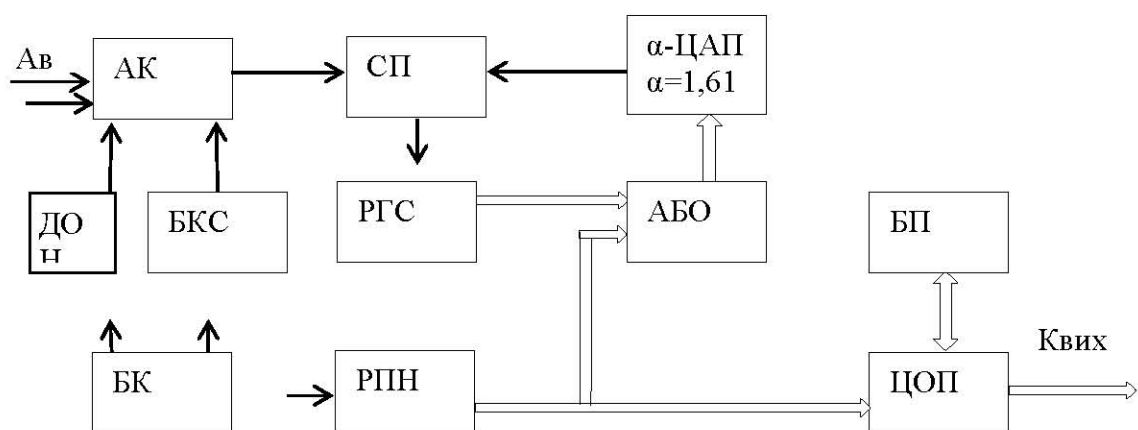 Ав
АК
СП
α-ЦАП
α=1,61
ДО
Н
БКС
РГС
АБО
БП
Квих
БК
РПН
ЦОП